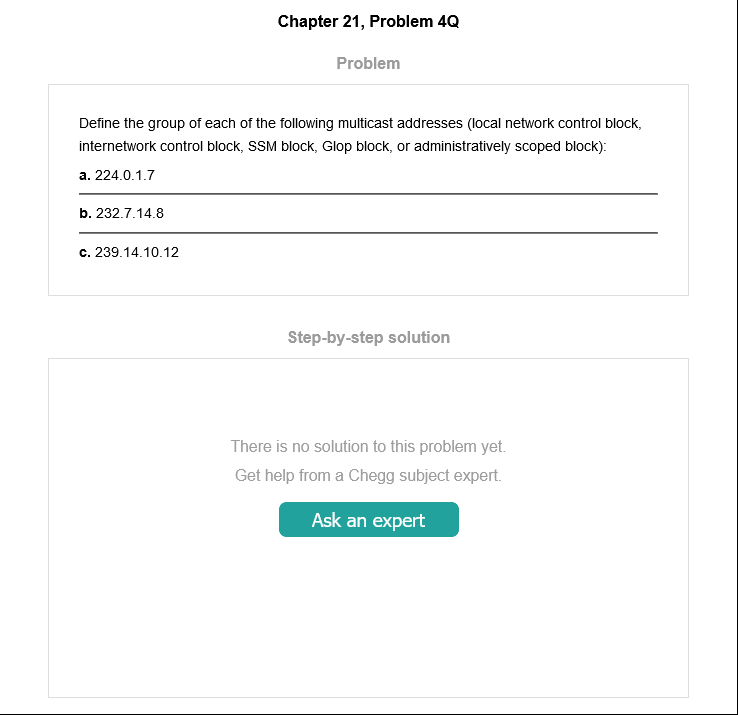 Chapter 21, Problem 4Q
Problem
Define the group of each of the following multicast addresses (local network control block,
internetwork control block, SSM block, Glop block, or administratively scoped block):
a. 224.0.1.7
b. 232.7.14.8
c. 239.14.10.12
Step-by-step solution
There is no solution to this problem yet.
Get help from a Chegg subject expert.
Ask an expert